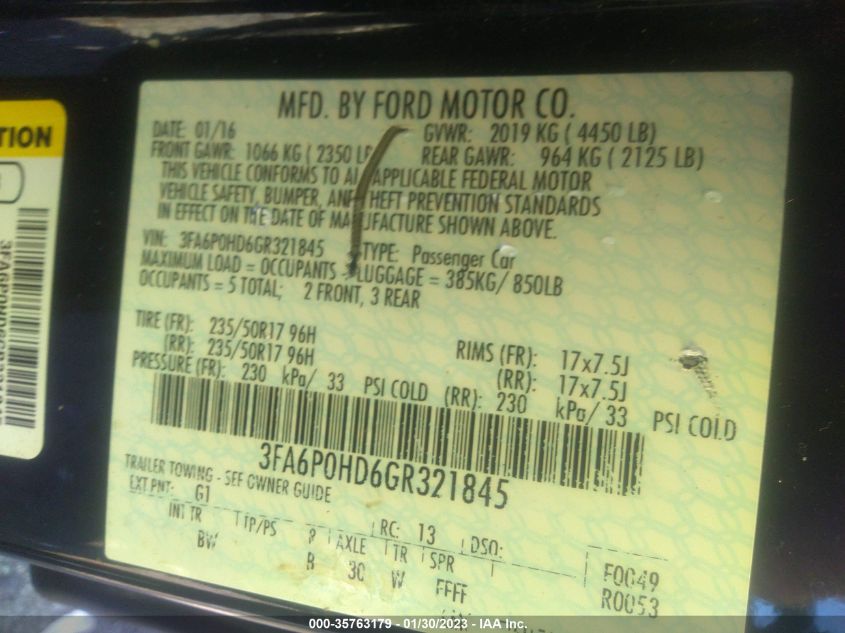 MFD. BY FORD MOTOR CO.
DATE: 01/16 GVWR: 2019 KG ( 4450 LB)
FRONT GAWR: 1066 KG ( 2350 REAR GAWR: 964 KG ( 2125 LB)
THIS VEHICLE CONFORMS TO APPLICABLE FEDERAL MOTOR
VEHICLE SAFETY, BUMPER, THEFT PREVENTION STANDARDS
IN EFFECT ON THE DATE OF MANUFACTURE SHOWN ABOVE.
VIN: 3FA6P0HD6GR321845 TYPE: Passenger Car
MAXIMUM LOAD = OCCUPANTS LUGGAGE = 385KG/ 850LB
OCCUPANTS = 5 TOTAL; 2 FRONT, 3 REAR
TIRE (FR): 235/50R17 96H RIMS (FR): 17x7.5J
(RR): 235/50R17 96H (RR): 17x7.5J
PRESSURE (FR): 230 kPa/ 33 PSI COLD (RR): 230 kPa/ 33 PSI COLD
3FA6P0HD6GR321845
TRAILER TOWING - SEE OWNER GUIDE
EXT PNT: G1 RC: 13 DSO:
INT TR TP/PS R AXLE TR SPR F0049
BW B 30 W FFFF R0053
TION
000-35763179 - 01/30/2023 - IAA Inc.